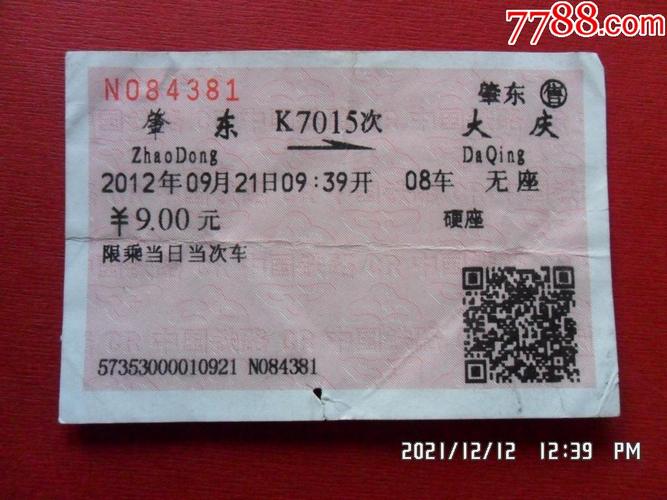 7788.com
N084381
肇东 ㊕售
肇 东 K7015次 大 庆
ZhaoDong DaQing
2012年09月21日09:39开 08车 无座
¥9.00元 硬座
限乘当日当次车
57353000010921 N084381
2021/12/12 12:39 PM